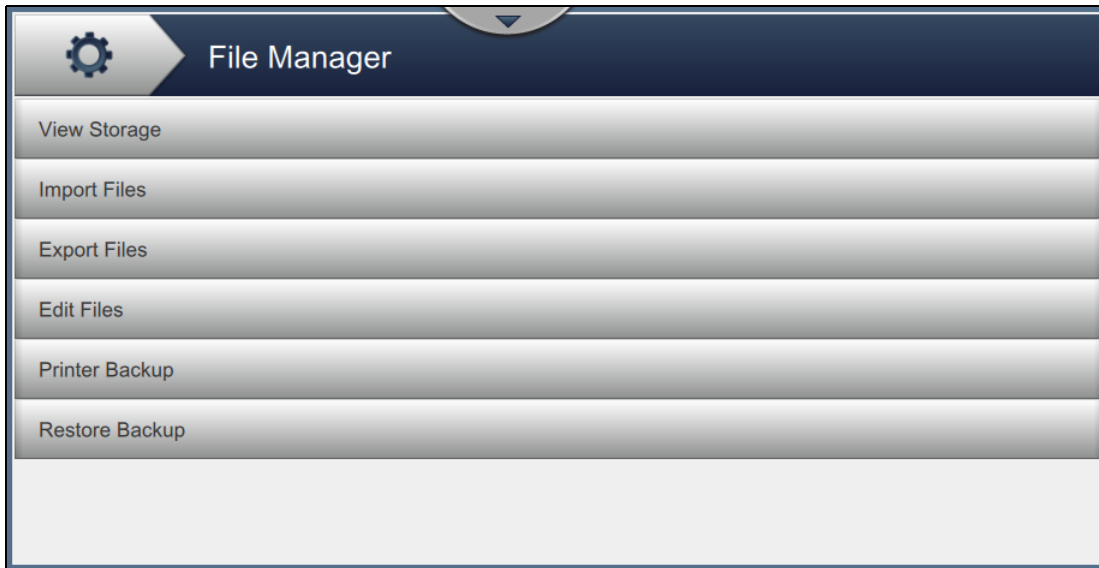 File Manager
View Storage
Import Files
Export Files
Edit Files
Printer Backup
Restore Backup